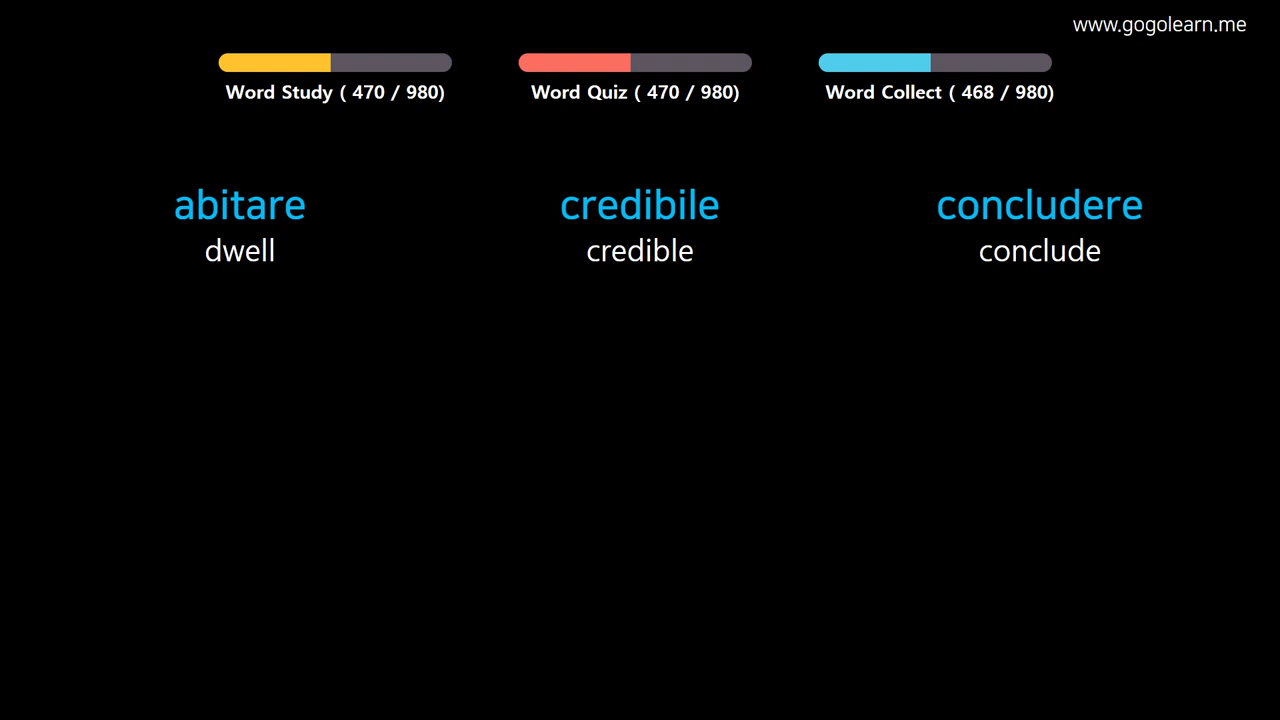 www.gogolearn.me
Word Study ( 470 / 980)
Word Quiz ( 470 / 980)
Word Collect ( 468 / 980)
abitare
dwell
credibile
credible
concludere
conclude